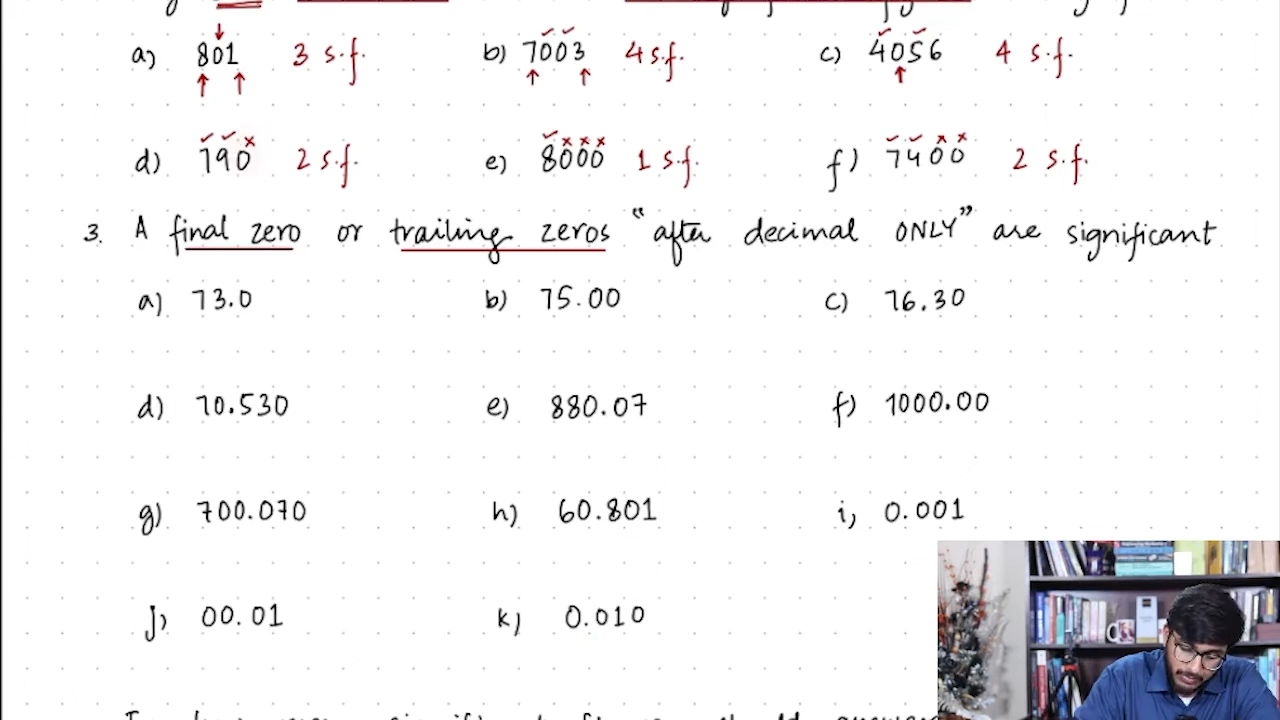 a) 801 3 s.f. b) 7003 4 s.f. c) 4056 4 s.f.
d) 790 2 s.f. e) 8000 1 s.f. f) 7400 2 s.f.
3. A final zero or trailing zeros "after decimal ONLY" are significant
a) 73.0 b) 75.00 c) 76.30
d) 70.530 e) 880.07 f) 1000.00
g) 700.070 h) 60.801 i) 0.001
j) 00.01 k) 0.010